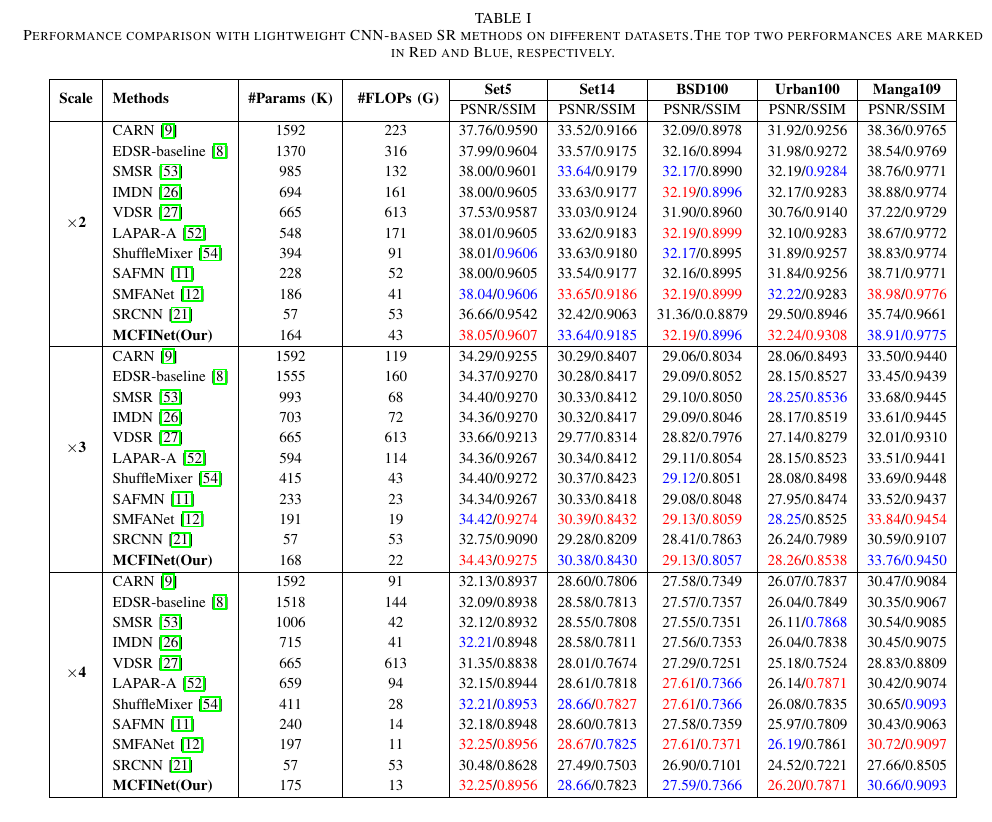 TABLE I
PERFORMANCE COMPARISON WITH LIGHTWEIGHT CNN-BASED SR METHODS ON DIFFERENT DATASETS.THE TOP TWO PERFORMANCES ARE MARKED
IN RED AND BLUE, RESPECTIVELY.
Scale Methods #Params (K) #FLOPs (G) Set5 Set14 BSD100 Urban100 Manga109
PSNR/SSIM PSNR/SSIM PSNR/SSIM PSNR/SSIM PSNR/SSIM
×2
CARN [9] 1592 223 37.76/0.9590 33.52/0.9166 32.09/0.8978 31.92/0.9256 38.36/0.9765
EDSR-baseline [8] 1370 316 37.99/0.9604 33.57/0.9175 32.16/0.8994 31.98/0.9272 38.54/0.9769
SMSR [53] 985 132 38.00/0.9601 33.64/0.9179 32.17/0.8990 32.19/0.9284 38.76/0.9771
IMDN [26] 694 161 38.00/0.9605 33.63/0.9177 32.19/0.8996 32.17/0.9283 38.88/0.9774
VDSR [27] 665 613 37.53/0.9587 33.03/0.9124 31.90/0.8960 30.76/0.9140 37.22/0.9729
LAPAR-A [52] 548 171 38.01/0.9605 33.62/0.9183 32.19/0.8999 32.10/0.9283 38.67/0.9772
ShuffleMixer [54] 394 91 38.01/0.9606 33.63/0.9180 32.17/0.8995 31.89/0.9257 38.83/0.9774
SAFMN [11] 228 52 38.00/0.9605 33.54/0.9177 32.16/0.8995 31.84/0.9256 38.71/0.9771
SMFANet [12] 186 41 38.04/0.9606 33.65/0.9186 32.19/0.8999 32.22/0.9283 38.98/0.9776
SRCNN [21] 57 53 36.66/0.9542 32.42/0.9063 31.36/0.0.8879 29.50/0.8946 35.74/0.9661
MCFINet(Our) 164 43 38.05/0.9607 33.64/0.9185 32.19/0.8996 32.24/0.9308 38.91/0.9775
×3
CARN [9] 1592 119 34.29/0.9255 30.29/0.8407 29.06/0.8034 28.06/0.8493 33.50/0.9440
EDSR-baseline [8] 1555 160 34.37/0.9270 30.28/0.8417 29.09/0.8052 28.15/0.8527 33.45/0.9439
SMSR [53] 993 68 34.40/0.9270 30.33/0.8412 29.10/0.8050 28.25/0.8536 33.68/0.9445
IMDN [26] 703 72 34.36/0.9270 30.32/0.8417 29.09/0.8046 28.17/0.8519 33.61/0.9445
VDSR [27] 665 613 33.66/0.9213 29.77/0.8314 28.82/0.7976 27.14/0.8279 32.01/0.9310
LAPAR-A [52] 594 114 34.36/0.9267 30.34/0.8412 29.11/0.8054 28.15/0.8523 33.51/0.9441
ShuffleMixer [54] 415 43 34.40/0.9272 30.37/0.8423 29.12/0.8051 28.08/0.8498 33.69/0.9448
SAFMN [11] 233 23 34.34/0.9267 30.33/0.8418 29.08/0.8048 27.95/0.8474 33.52/0.9437
SMFANet [12] 191 19 34.42/0.9274 30.39/0.8432 29.13/0.8059 28.25/0.8525 33.84/0.9454
SRCNN [21] 57 53 32.75/0.9090 29.28/0.8209 28.41/0.7863 26.24/0.7989 30.59/0.9107
MCFINet(Our) 168 22 34.43/0.9275 30.38/0.8430 29.13/0.8057 28.26/0.8538 33.76/0.9450
×4
CARN [9] 1592 91 32.13/0.8937 28.60/0.7806 27.58/0.7349 26.07/0.7837 30.47/0.9084
EDSR-baseline [8] 1518 144 32.09/0.8938 28.58/0.7813 27.57/0.7357 26.04/0.7849 30.35/0.9067
SMSR [53] 1006 42 32.12/0.8932 28.55/0.7808 27.55/0.7351 26.11/0.7868 30.54/0.9085
IMDN [26] 715 41 32.21/0.8948 28.58/0.7811 27.56/0.7353 26.04/0.7838 30.45/0.9075
VDSR [27] 665 613 31.35/0.8838 28.01/0.7674 27.29/0.7251 25.18/0.7524 28.83/0.8809
LAPAR-A [52] 659 94 32.15/0.8944 28.61/0.7818 27.61/0.7366 26.14/0.7871 30.42/0.9074
ShuffleMixer [54] 411 28 32.21/0.8953 28.66/0.7827 27.61/0.7366 26.08/0.7835 30.65/0.9093
SAFMN [11] 240 14 32.18/0.8948 28.60/0.7813 27.58/0.7359 25.97/0.7809 30.43/0.9063
SMFANet [12] 197 11 32.25/0.8956 28.67/0.7825 27.61/0.7371 26.19/0.7861 30.72/0.9097
SRCNN [21] 57 53 30.48/0.8628 27.49/0.7503 26.90/0.7101 24.52/0.7221 27.66/0.8505
MCFINet(Our) 175 13 32.25/0.8956 28.66/0.7823 27.59/0.7366 26.20/0.7871 30.66/0.9093